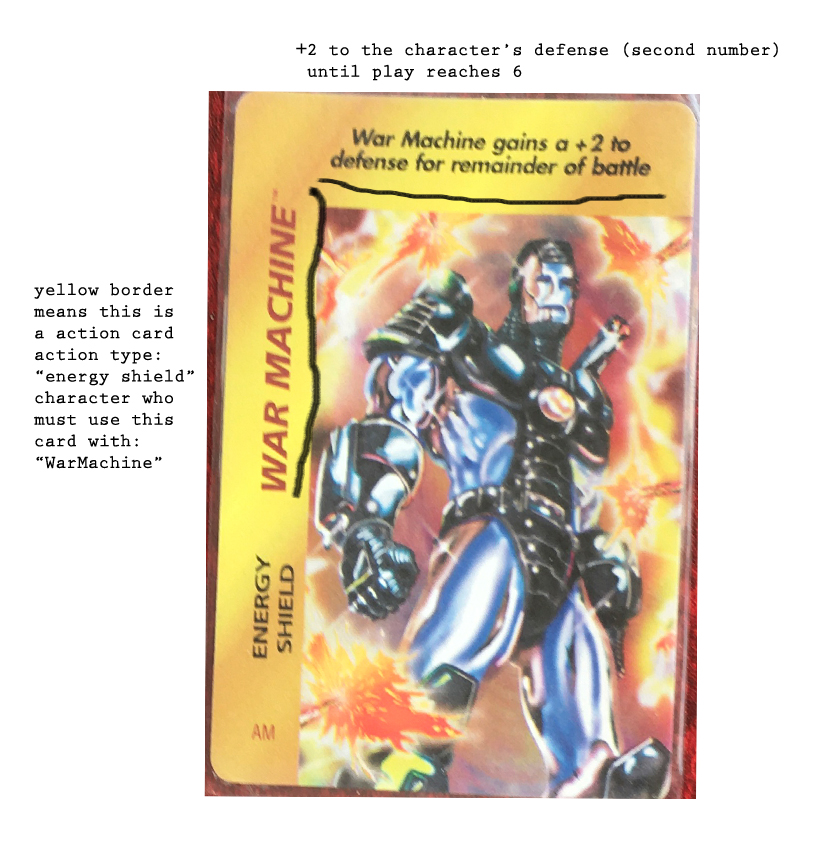 +2 to the character's defense (second number)
until play reaches 6
War Machine gains a +2 to
defense for remainder of battle
yellow border
means this is
a action card
action type:
“energy shield”
character who
must use this
card with:
“WarMachine”
WAR MACHINE™
ENERGY
SHIELD
AM